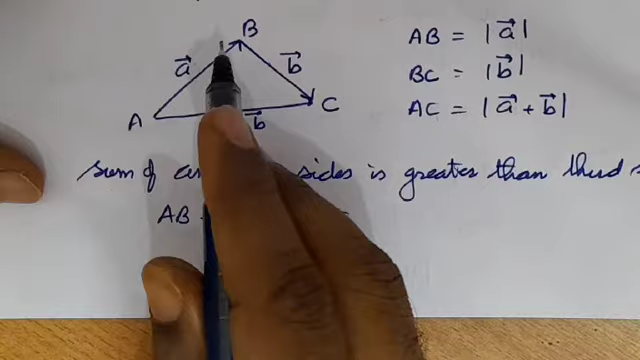 B
a⃗
b⃗
A
C
b⃗
AB = |a⃗|
BC = |b⃗|
AC = |a⃗ + b⃗|
Sum of sides is greater than third
AB